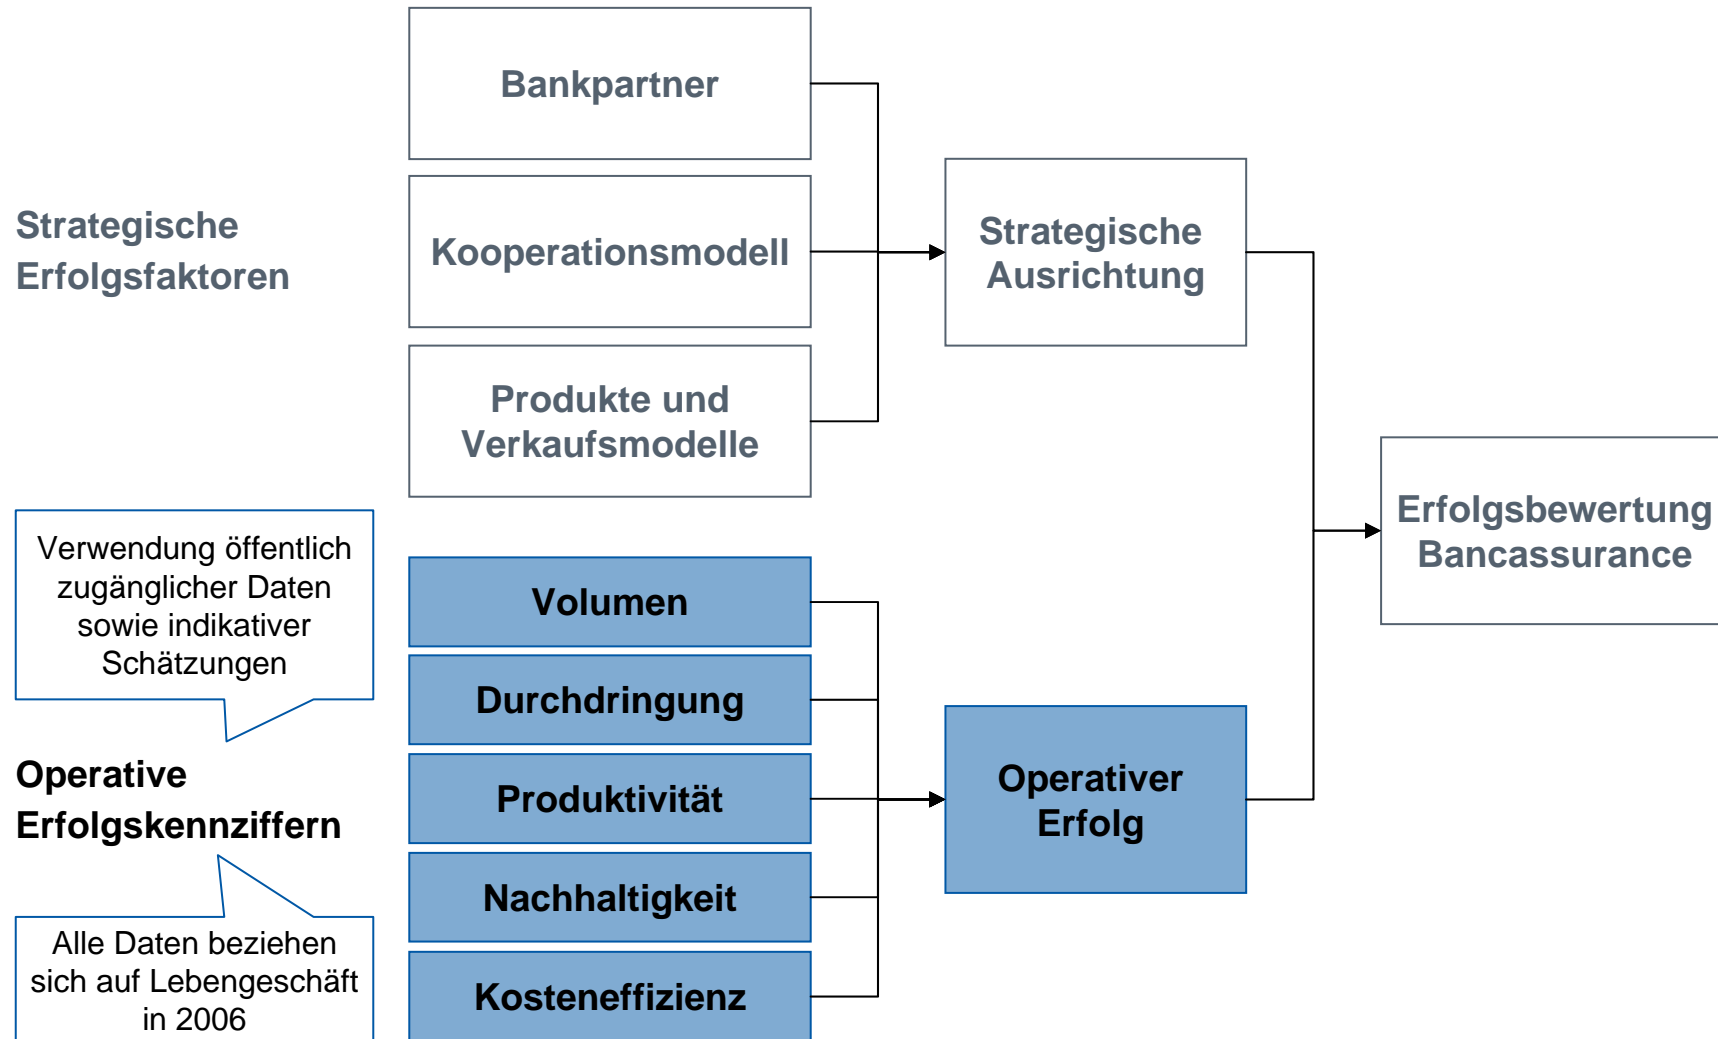 Bankpartner
Strategische
Erfolgsfaktoren
Kooperationsmodell
Produkte und
Verkaufsmodelle
Strategische
Ausrichtung
Erfolgsbewertung
Bancassurance
Verwendung öffentlich
zugänglicher Daten
sowie indikativer
Schätzungen
Operative
Erfolgskennziffern
Alle Daten beziehen
sich auf Lebengeschäft
in 2006
Volumen
Durchdringung
Produktivität
Nachhaltigkeit
Kosteneffizienz
Operativer
Erfolg